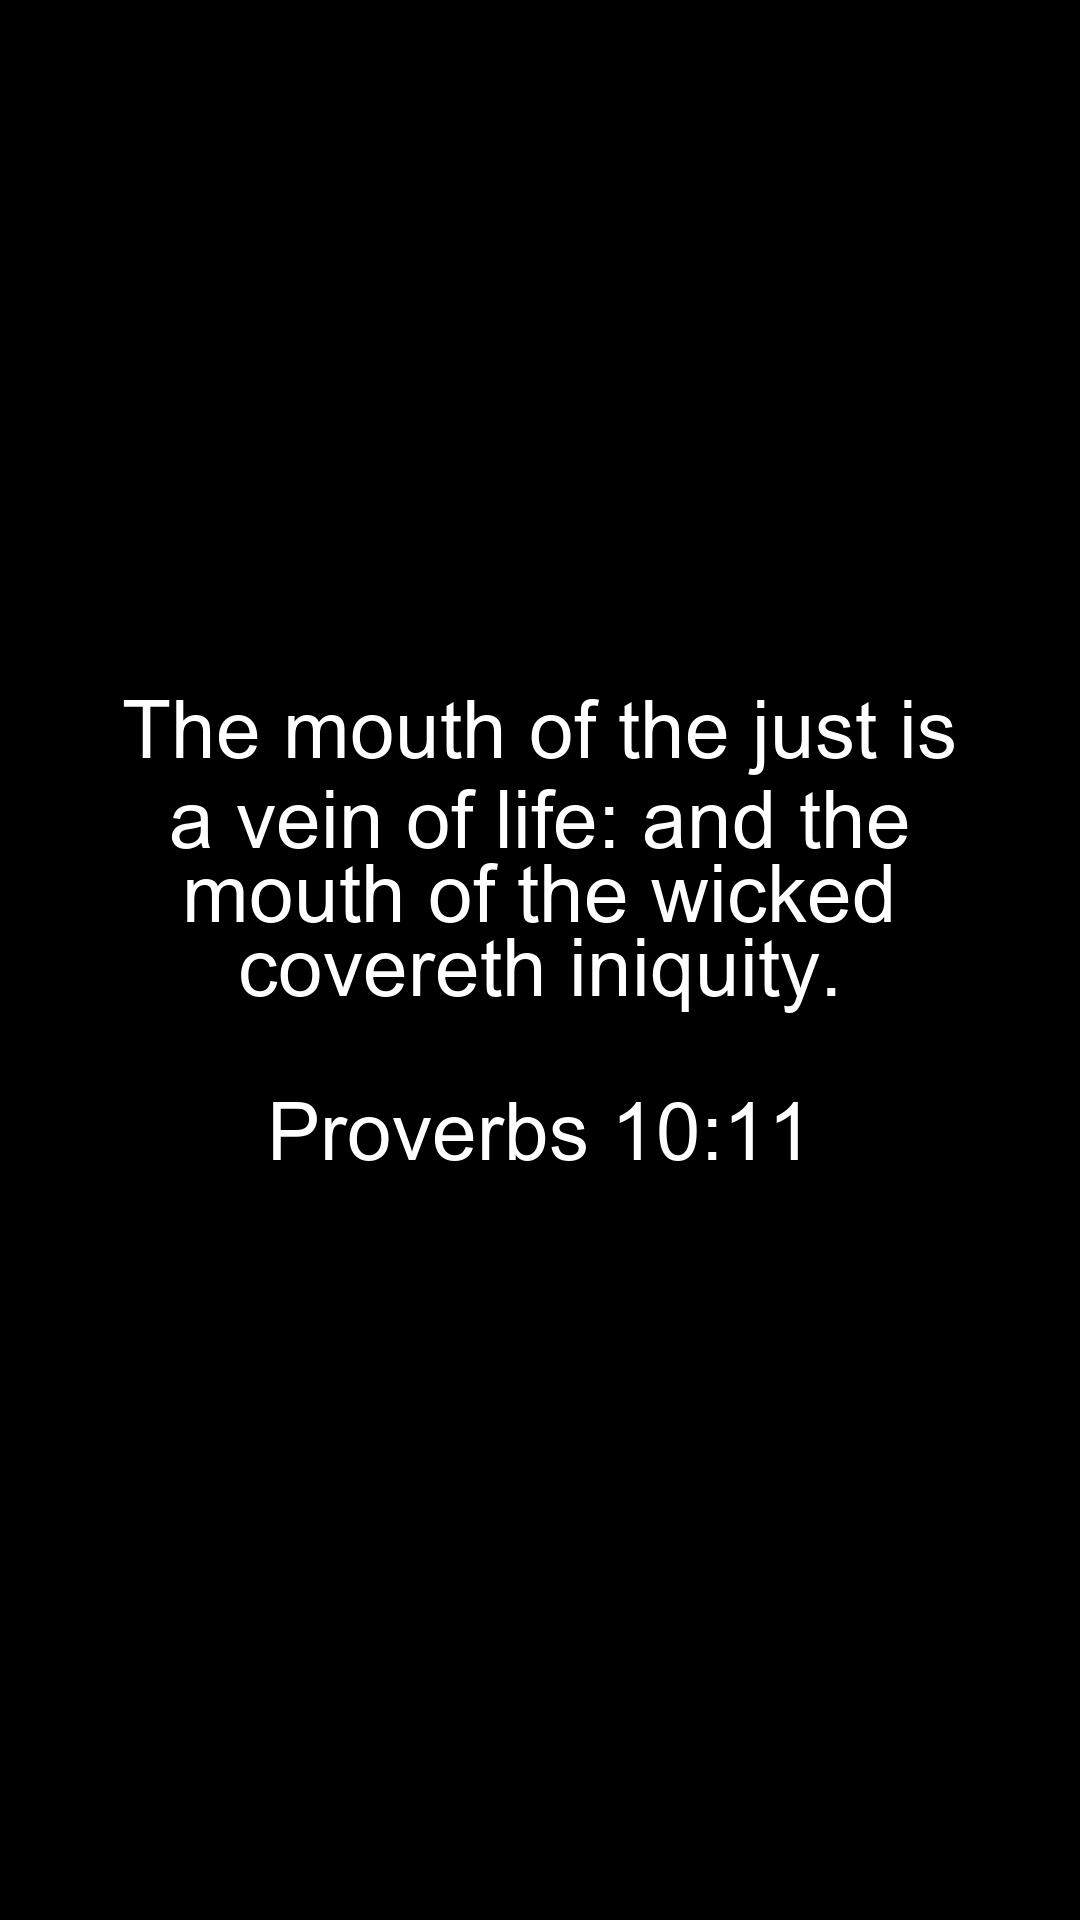 The mouth of the just is
a vein of life: and the
mouth of the wicked
covereth iniquity.
Proverbs 10:11